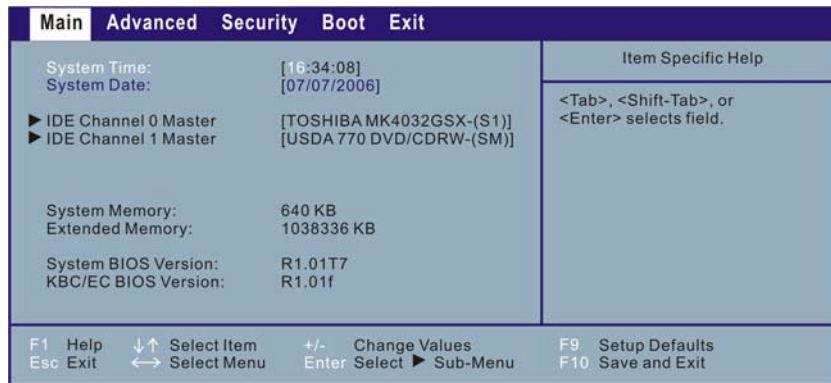 Main Advanced Security Boot Exit
System Time: [16:34:08]
System Date: [07/07/2006]
▶ IDE Channel 0 Master [TOSHIBA MK4032GSX-(S1)]
▶ IDE Channel 1 Master [USDA 770 DVD/CDRW-(SM)]
System Memory: 640 KB
Extended Memory: 1038336 KB
System BIOS Version: R1.01T7
KBC/EC BIOS Version: R1.01f
Item Specific Help
<Tab>, <Shift-Tab>, or
<Enter> selects field.
F1 Help ↓↑ Select Item +/- Change Values F9 Setup Defaults
Esc Exit ↔ Select Menu Enter Select ▶ Sub-Menu F10 Save and Exit